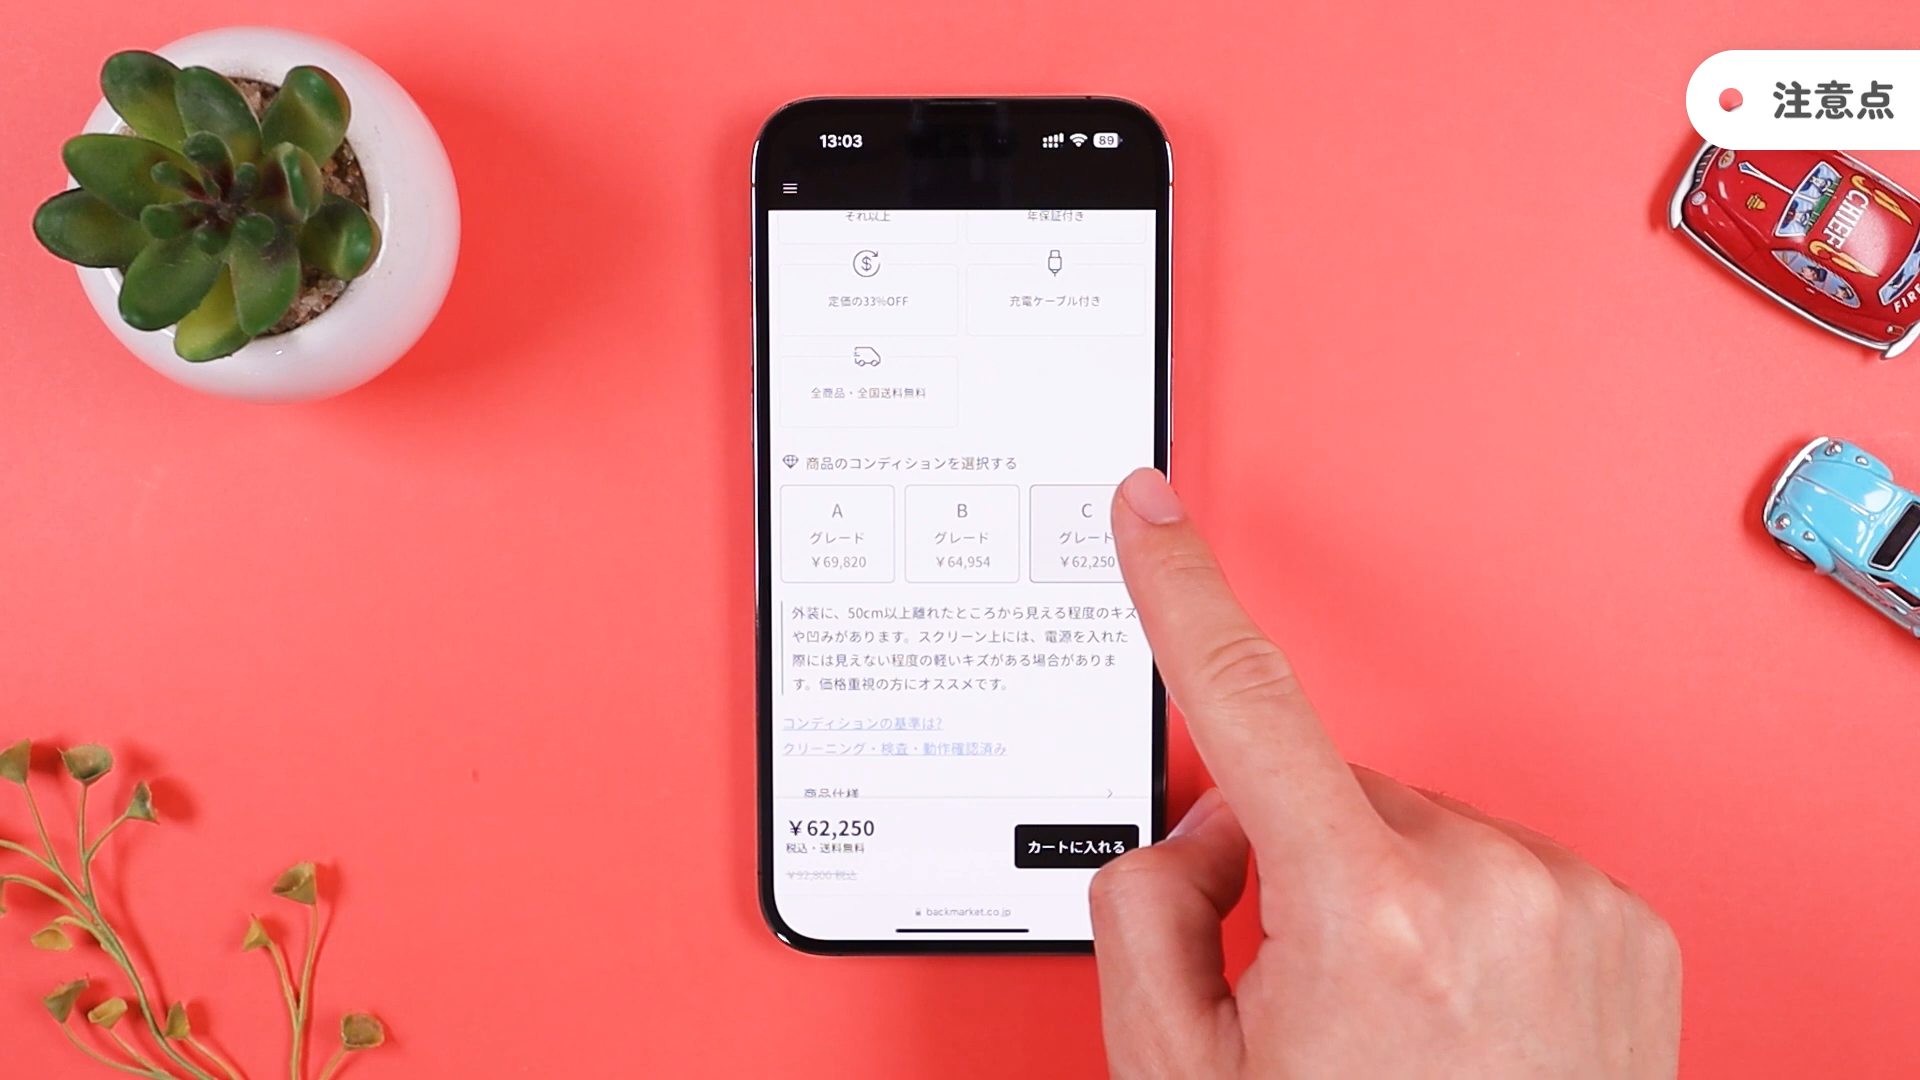 注意点
13:03
89
それ以上
年保証付き
定価の33%OFF
充電ケーブル付き
全商品・全国送料無料
商品のコンディションを選択する
A
グレード
¥69,820
B
グレード
¥64,954
C
グレード
¥62,250
外装に、50cm以上離れたところから見える程度のキズ
や凹みがあります。スクリーン上には、電源を入れた
際には見えない程度の軽いキズがある場合がありま
す。価格重視の方にオススメです。
コンディションの基準は?
クリーニング・検査・動作確認済み
商品仕様
¥62,250
税込・送料無料
カートに入れる
¥92,800 税込
backmarket.co.jp
CHIEF
FIRE